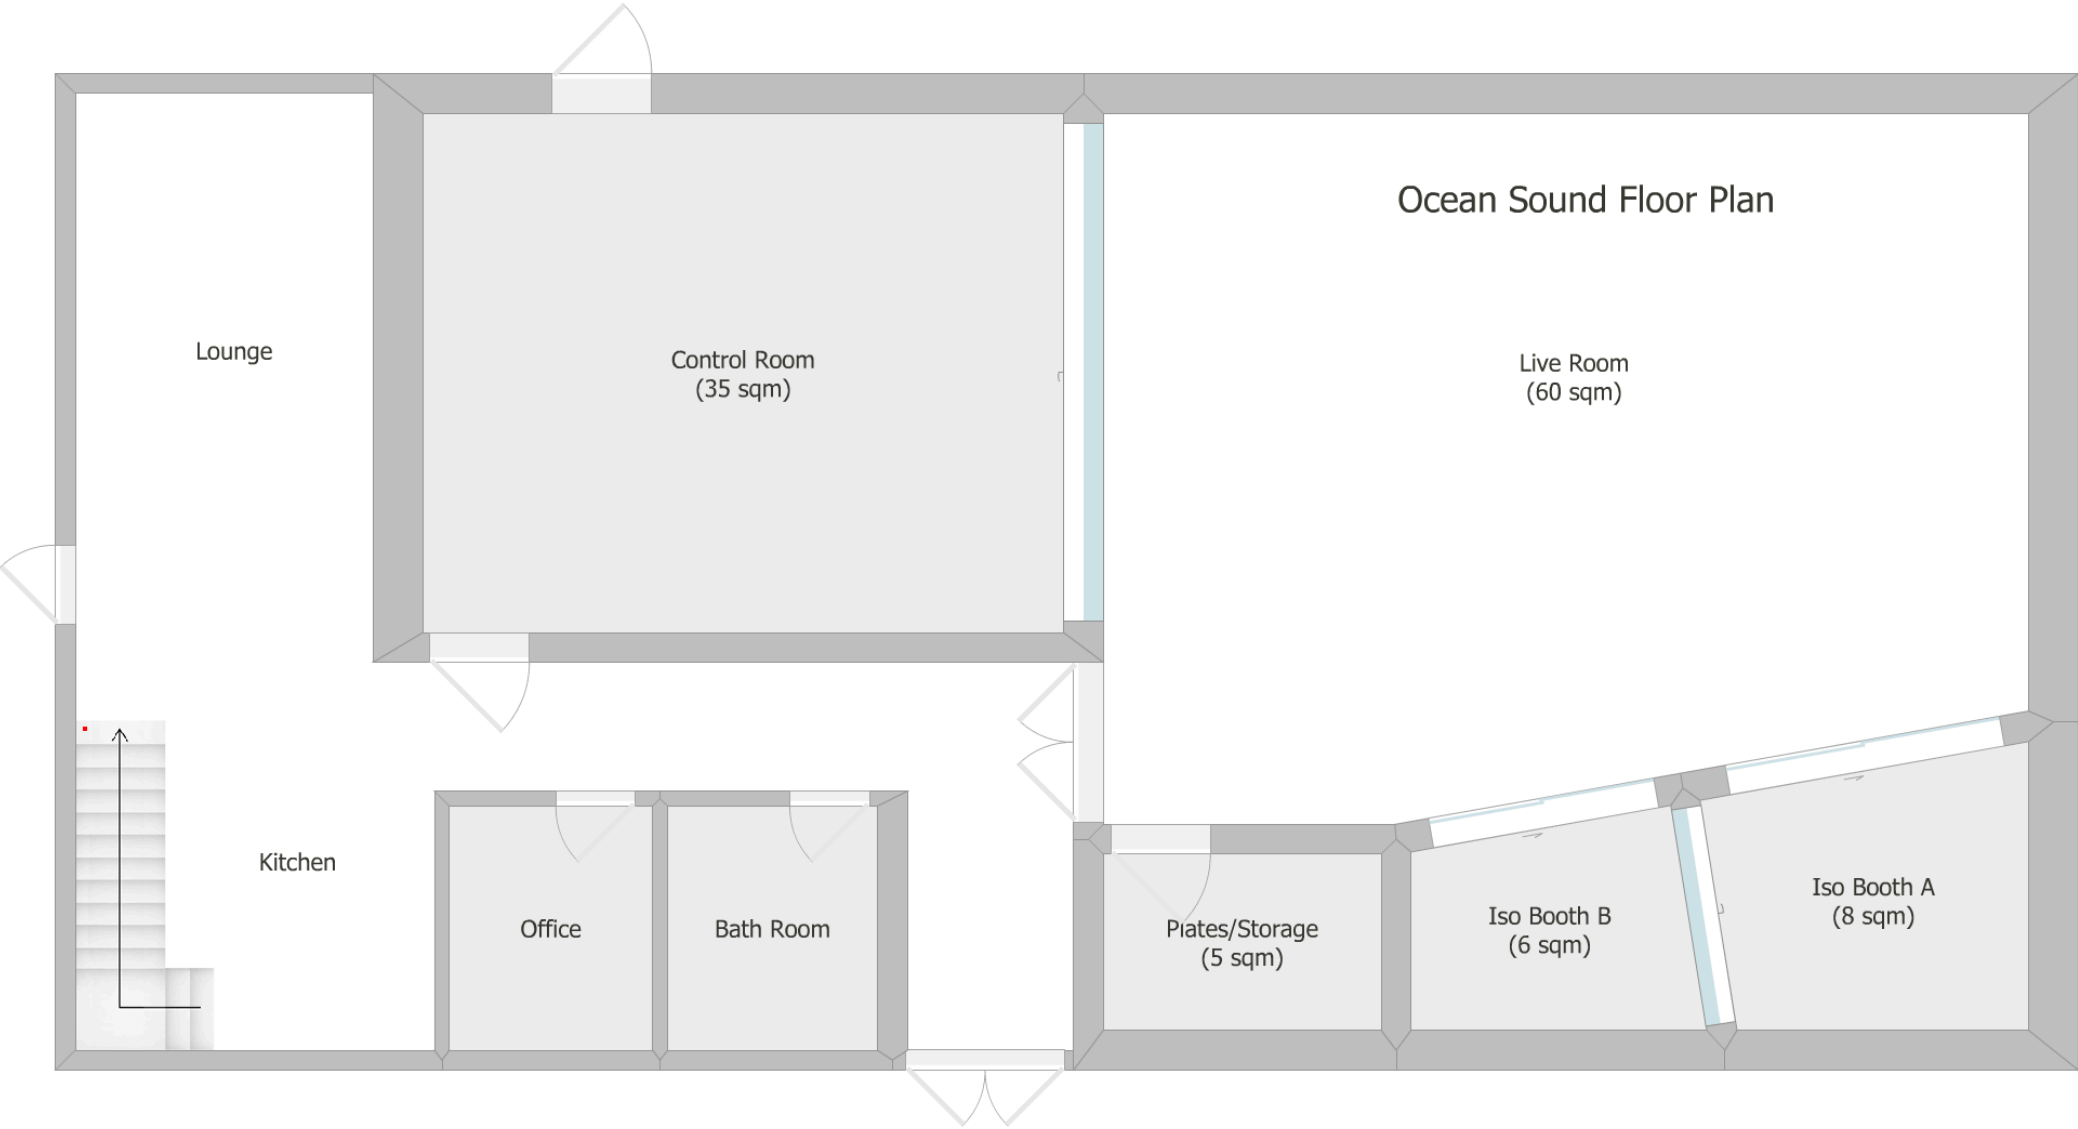 Ocean Sound Floor Plan
Lounge
Control Room
(35 sqm)
Live Room
(60 sqm)
Kitchen
Office
Bath Room
Plates/Storage
(5 sqm)
Iso Booth B
(6 sqm)
Iso Booth A
(8 sqm)